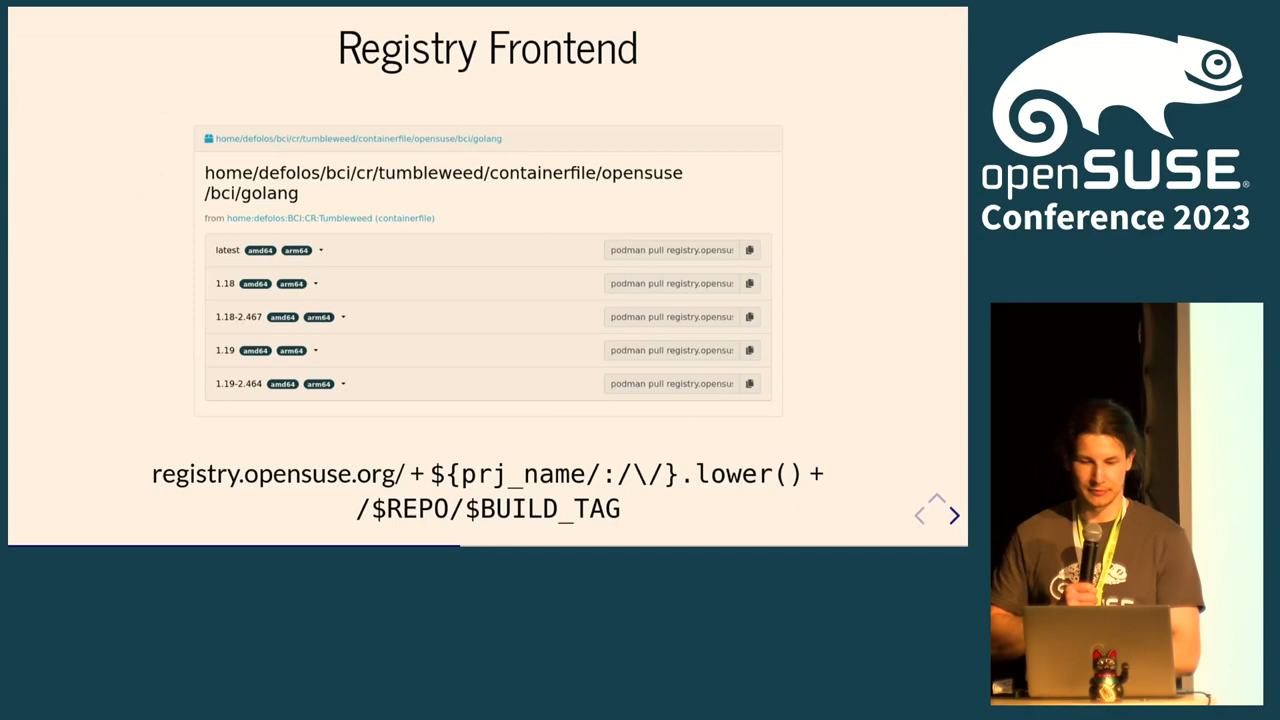 Registry Frontend
home/defolos/bci/cr/tumbleweed/containerfile/opensuse/bci/golang
home/defolos/bci/cr/tumbleweed/containerfile/opensuse
/bci/golang
from home:defolos:BCI:CR:Tumbleweed (containerfile)
latest amd64 arm64 podman pull registry.opensu
1.18 amd64 arm64 podman pull registry.opensu
1.18-2.467 amd64 arm64 podman pull registry.opensu
1.19 amd64 arm64 podman pull registry.opensu
1.19-2.464 amd64 arm64 podman pull registry.opensu
registry.opensuse.org/ + ${prj_name/:/\/}.lower() +
/$REPO/$BUILD_TAG
openSUSE®
Conference 2023